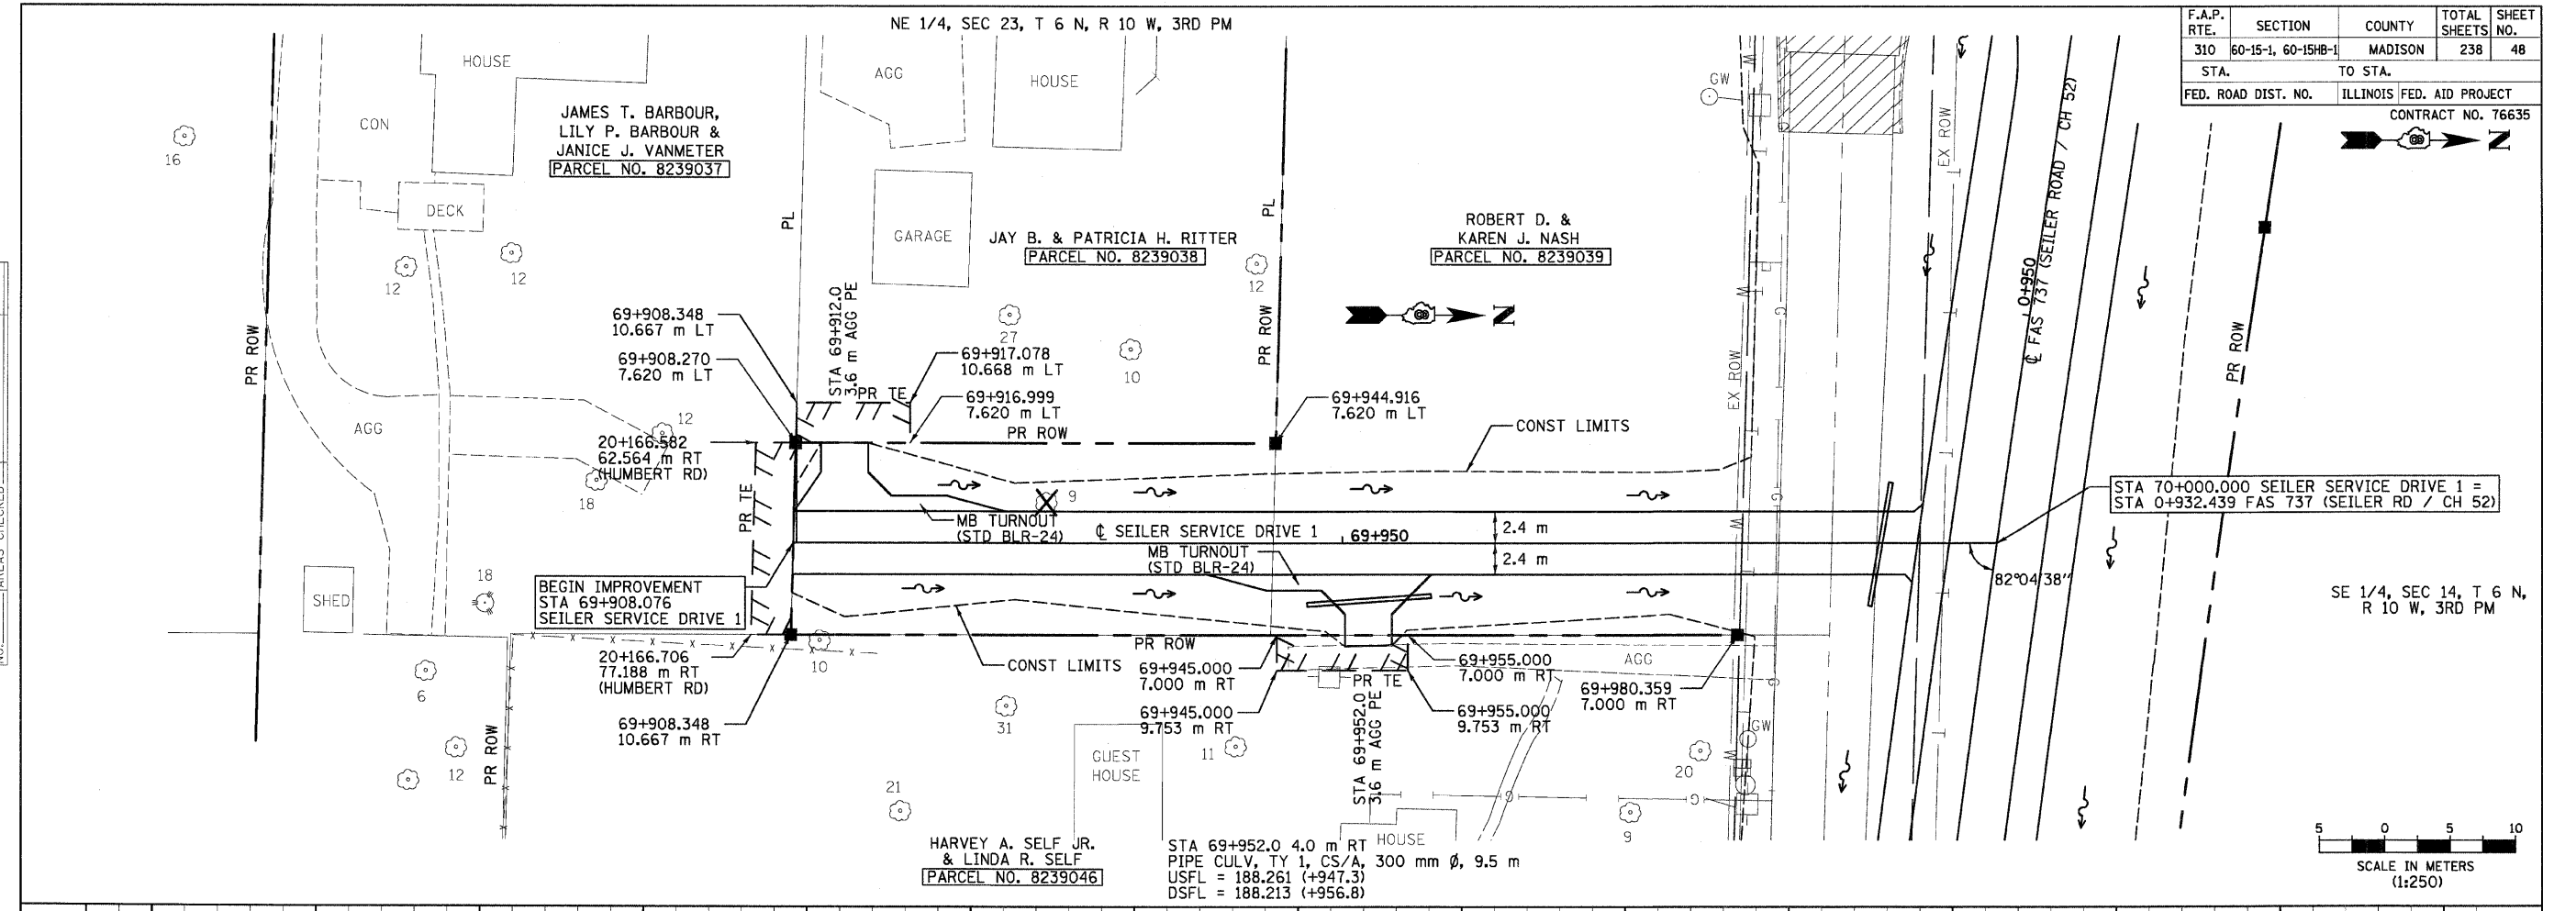 NE 1/4, SEC 23, T 6 N, R 10 W, 3RD PM
F.A.P. RTE.
SECTION
COUNTY
TOTAL SHEETS
SHEET NO.
310
60-15-1, 60-15HB-1
MADISON
238
48
STA.
TO STA.
FED. ROAD DIST. NO.
ILLINOIS
FED. AID PROJECT
CONTRACT NO. 76635
N
HOUSE
CON
16
DECK
12
12
JAMES T. BARBOUR,
LILY P. BARBOUR &
JANICE J. VANMETER
PARCEL NO. 8239037
PL
AGG
HOUSE
GARAGE
JAY B. & PATRICIA H. RITTER
PARCEL NO. 8239038
PL
12
27
10
ROBERT D. &
KAREN J. NASH
PARCEL NO. 8239039
N
GW
W
W
W
G
EX ROW
T
EX ROW
0+950
℄ FAS 737 (SEILER ROAD / CH 52)
PR ROW
PR ROW
PR ROW
STA 69+912.0
3.6 m AGG PE
69+908.348
10.667 m LT
69+908.270
7.620 m LT
PR TE
69+917.078
10.668 m LT
69+916.999
7.620 m LT
PR ROW
69+944.916
7.620 m LT
CONST LIMITS
AGG
12
20+166.582
62.564 m RT
(HUMBERT RD)
18
PR TE
9
MB TURNOUT
(STD BLR-24)
℄ SEILER SERVICE DRIVE 1
69+950
2.4 m
2.4 m
MB TURNOUT
(STD BLR-24)
STA 70+000.000 SEILER SERVICE DRIVE 1 =
STA 0+932.439 FAS 737 (SEILER RD / CH 52)
82°04'38"
SE 1/4, SEC 14, T 6 N,
R 10 W, 3RD PM
SHED
18
BEGIN IMPROVEMENT
STA 69+908.076
SEILER SERVICE DRIVE 1
20+166.706
77.188 m RT
(HUMBERT RD)
10
69+908.348
10.667 m RT
6
12
PR ROW
CONST LIMITS
PR ROW
69+945.000
7.000 m RT
69+945.000
9.753 m RT
PR TE
69+955.000
7.000 m RT
69+955.000
9.753 m RT
AGG
69+980.359
7.000 m RT
STA 69+952.0
3.6 m AGG PE
31
11
21
GUEST
HOUSE
HOUSE
20
9
GW
W
G
G
HARVEY A. SELF JR.
& LINDA R. SELF
PARCEL NO. 8239046
STA 69+952.0 4.0 m RT
PIPE CULV, TY 1, CS/A, 300 mm Ø, 9.5 m
USFL = 188.261 (+947.3)
DSFL = 188.213 (+956.8)
5 0 5 10
SCALE IN METERS
(1:250)
AREAS CHECKED
NO.